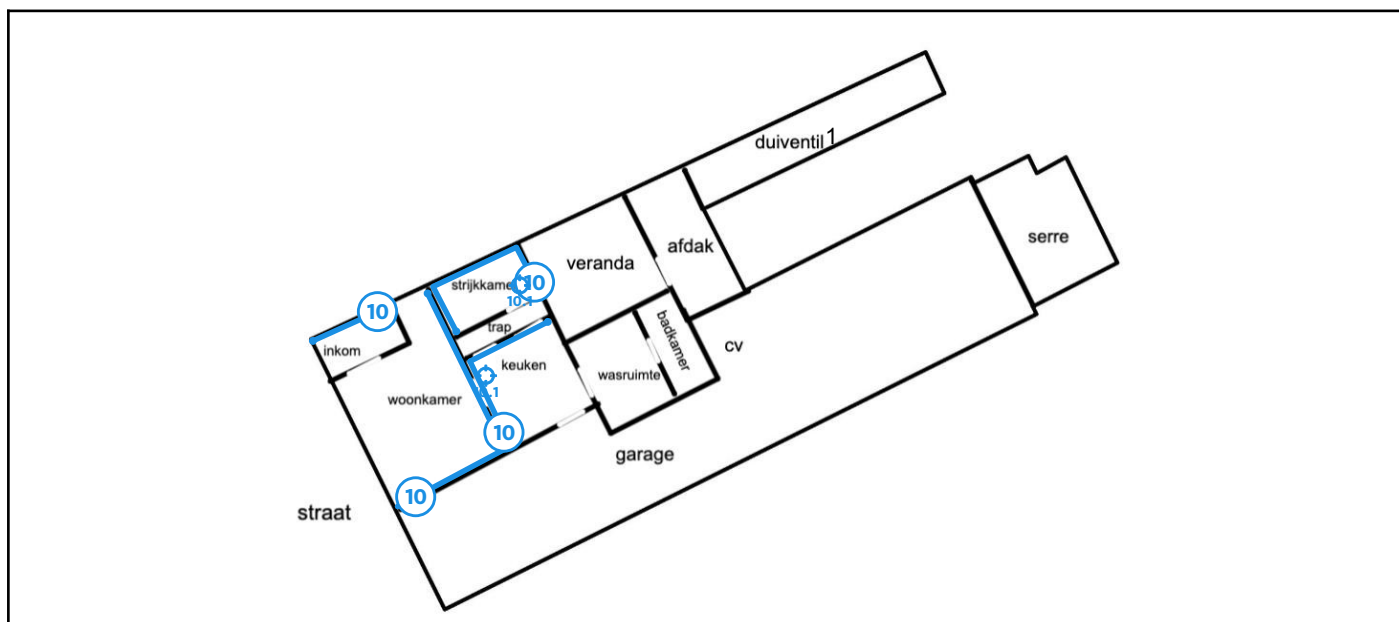 duiventil 1
serre
afdak
veranda
10
strijkkame
10.1
10
trap
inkom
badkamer
cv
keuken
wasruimte
woonkamer
10
garage
10
straat